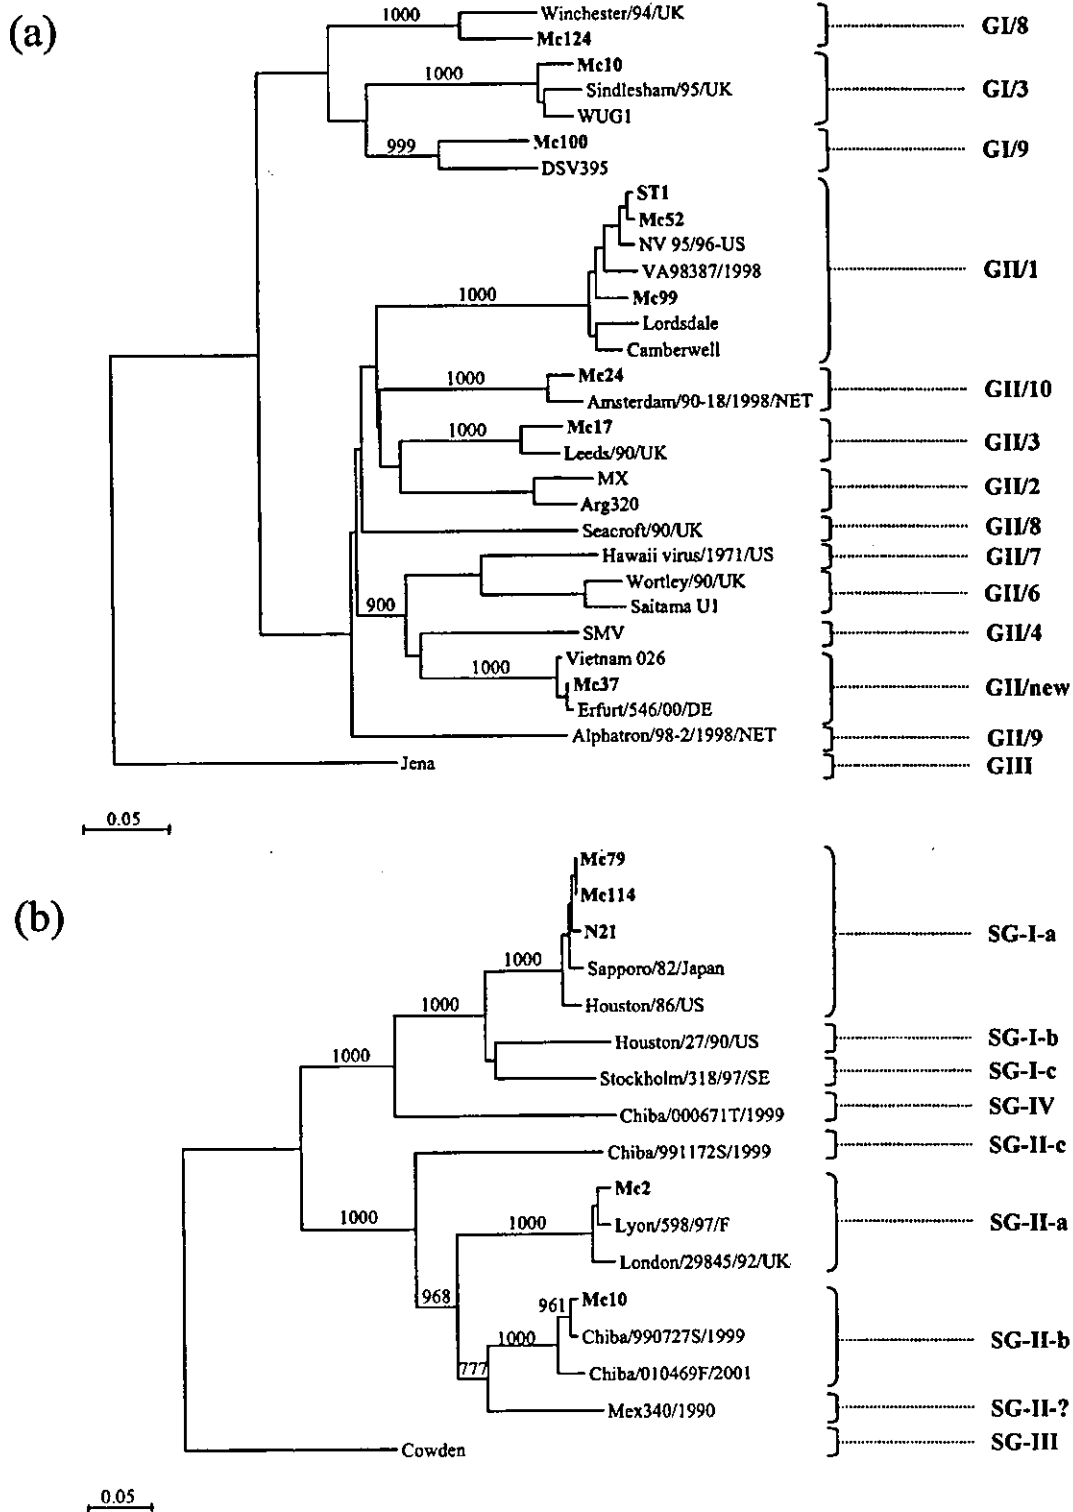 (a)
1000
Winchester/94/UK
Mc124
GI/8
1000
Mc10
Sindlesham/95/UK
WUG1
GI/3
999
Mc100
DSV395
GI/9
ST1
Mc52
NV 95/96-US
VA98387/1998
1000
Mc99
Lordsdale
Camberwell
GII/1
1000
Mc24
Amsterdam/90-18/1998/NET
GII/10
1000
Mc17
Leeds/90/UK
GII/3
MX
Arg320
GII/2
Seacroft/90/UK
GII/8
Hawaii virus/1971/US
GII/7
900
Wortley/90/UK
Saitama U1
GII/6
SMV
GII/4
1000
Vietnam 026
Mc37
Erfurt/546/00/DE
GII/new
Alphatron/98-2/1998/NET
GII/9
Jena
GIII
0.05
(b)
Mc79
Mc114
N21
1000
Sapporo/82/Japan
Houston/86/US
SG-I-a
1000
Houston/27/90/US
SG-I-b
1000
Stockholm/318/97/SE
SG-I-c
Chiba/000671T/1999
SG-IV
Chiba/991172S/1999
SG-II-c
1000
1000
Mc2
Lyon/598/97/F
London/29845/92/UK
SG-II-a
968
961
Mc10
1000
Chiba/990727S/1999
Chiba/010469F/2001
SG-II-b
777
Mex340/1990
SG-II-?
Cowden
SG-III
0.05